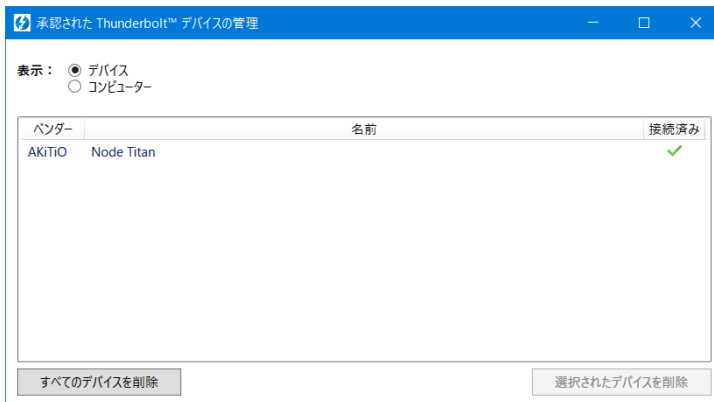 承認された Thunderbolt™ デバイスの管理
表示： デバイス
コンピューター
ベンダー 名前 接続済み
AKiTiO Node Titan
すべてのデバイスを削除 選択されたデバイスを削除